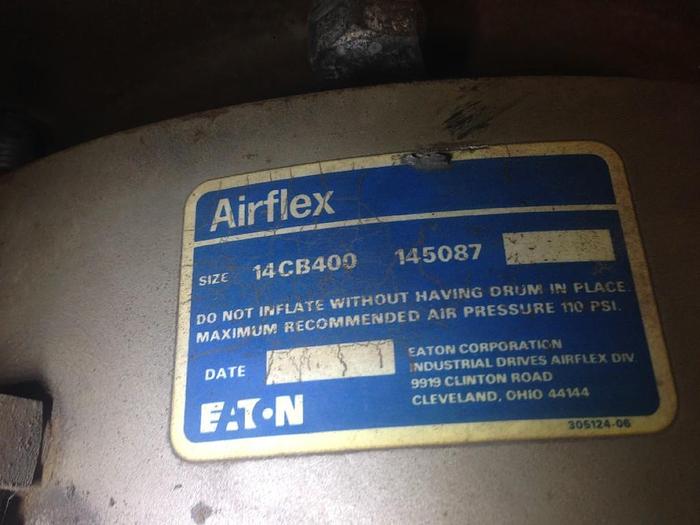 Airflex
SIZE 14CB400 145087
DO NOT INFLATE WITHOUT HAVING DRUM IN PLACE.
MAXIMUM RECOMMENDED AIR PRESSURE 110 PSI.
DATE
EATON CORPORATION
INDUSTRIAL DRIVES AIRFLEX DIV
9919 CLINTON ROAD
CLEVELAND, OHIO 44144
EATON
305124-06